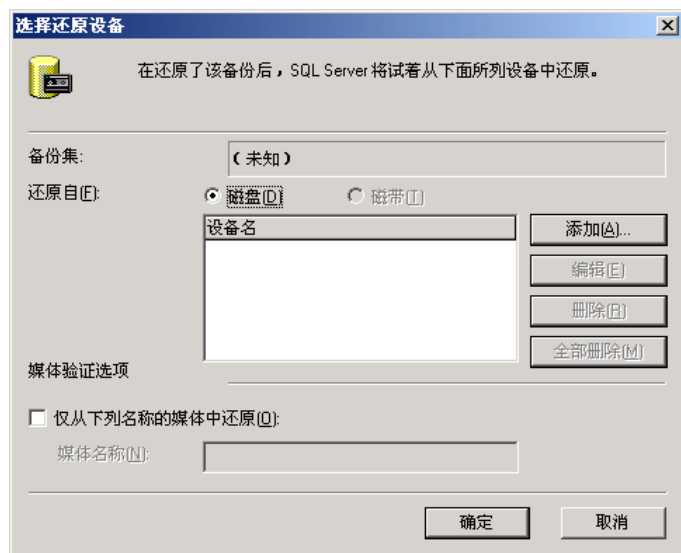 选择还原设备
在还原了该备份后，SQL Server 将试着从下面所列设备中还原。
备份集:
（未知）
还原自(F):
磁盘(D)
磁带(T)
设备名
添加(A)...
编辑(E)
删除(R)
全部删除(M)
媒体验证选项
仅从下列名称的媒体中还原(O):
媒体名称(N):
确定
取消